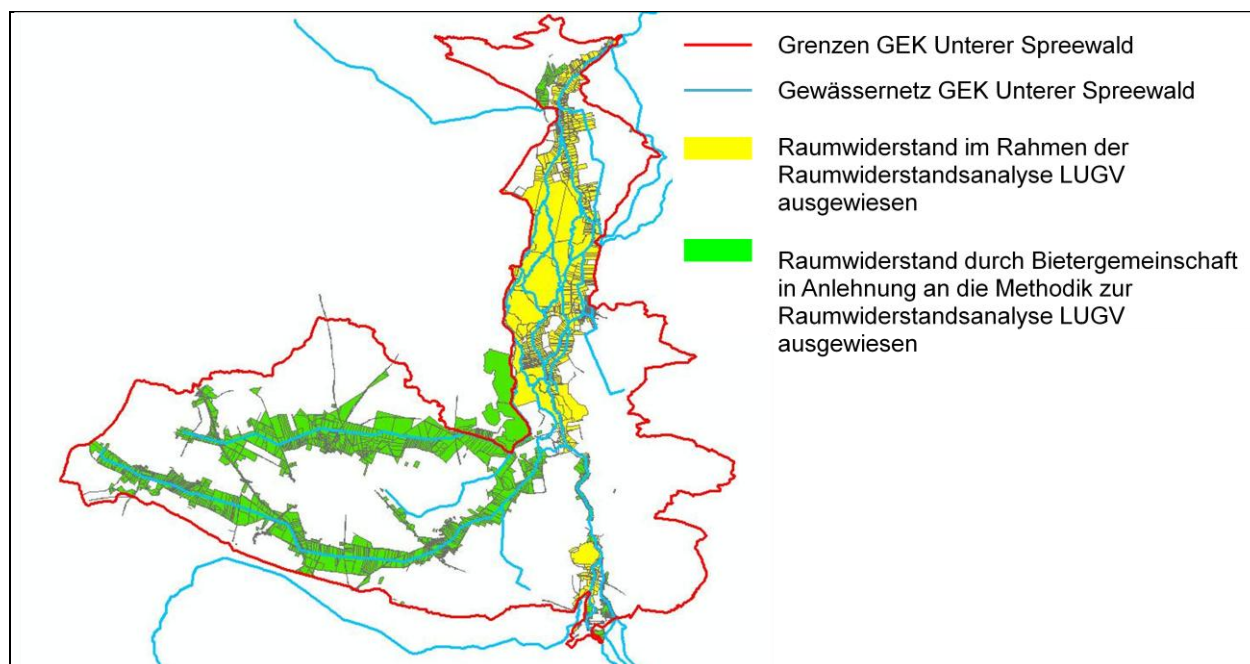 Grenzen GEK Unterer Spreewald
Gewässernetz GEK Unterer Spreewald
Raumwiderstand im Rahmen der
Raumwiderstandsanalyse LUGV
ausgewiesen
Raumwiderstand durch Bietergemeinschaft
in Anlehnung an die Methodik zur
Raumwiderstandsanalyse LUGV
ausgewiesen